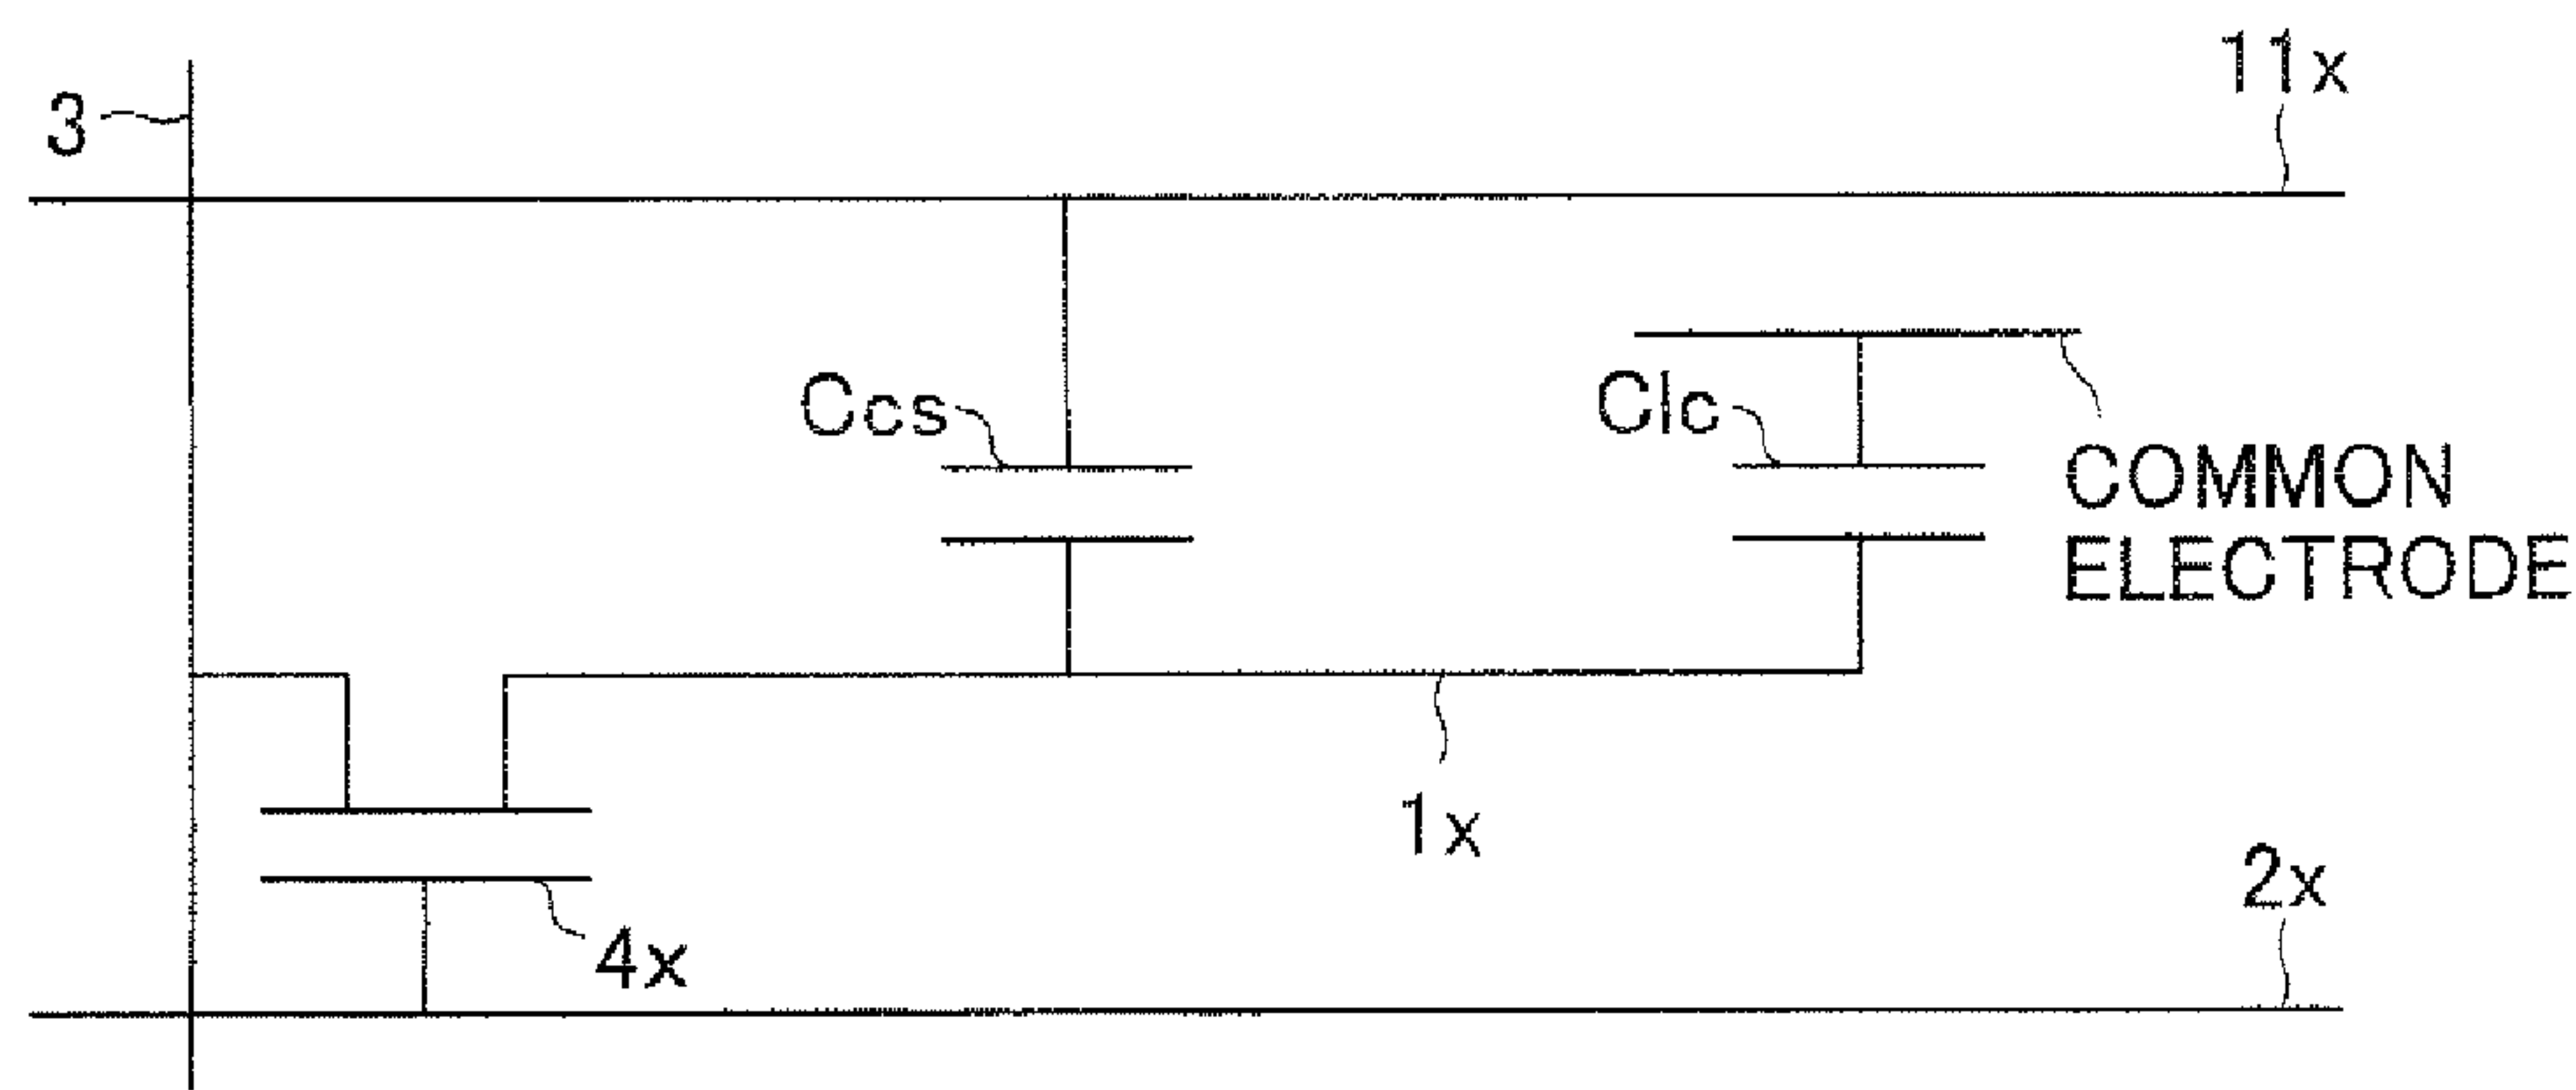 11x
3
Ccs
Clc
COMMON
ELECTRODE
1x
2x
4x